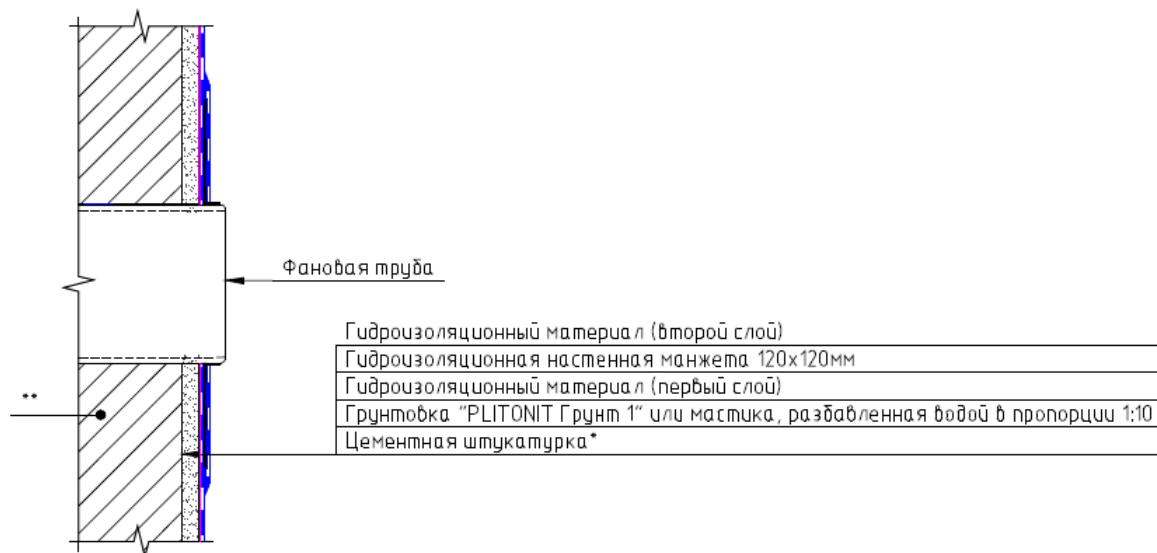 Фановая труба
Гидроизоляционный материал (второй слой)
Гидроизоляционная настенная манжета 120х120мм
Гидроизоляционный материал (первый слой)
Грунтовка "PLITONIT Грунт 1" или мастика, разбавленная водой в пропорции 1:10
**
Цементная штукатурка*